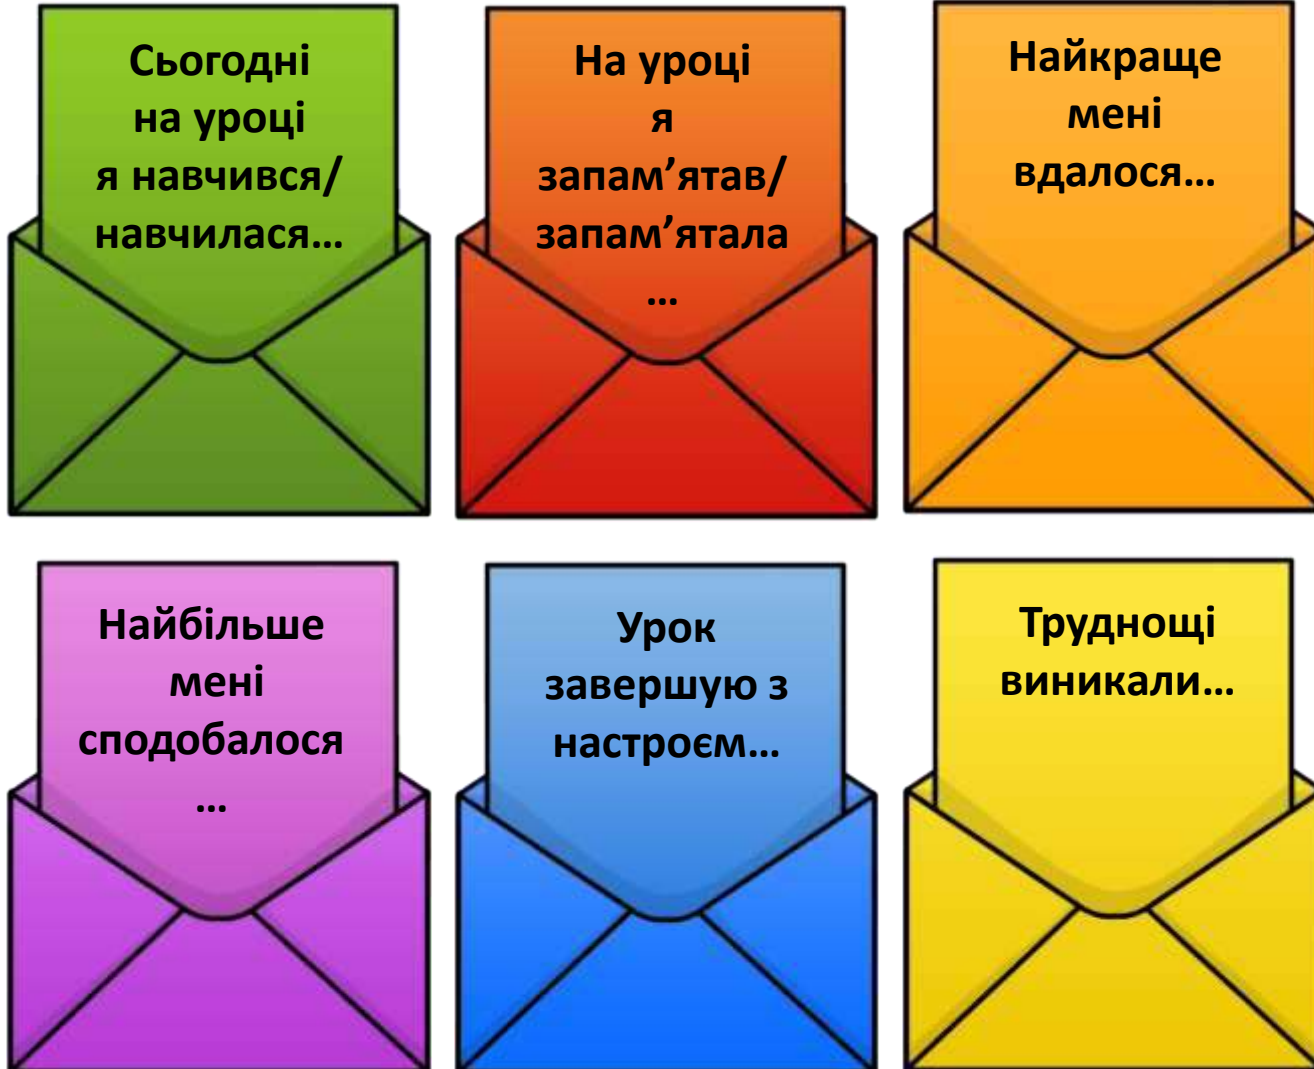 Сьогодні
на уроці
я навчився/
навчилася...
На уроці
я
запам’ятав/
запам’ятала
...
Найкраще
мені
вдалося...
Найбільше
мені
сподобалося
...
Урок
завершую з
настроєм...
Труднощі
виникали...